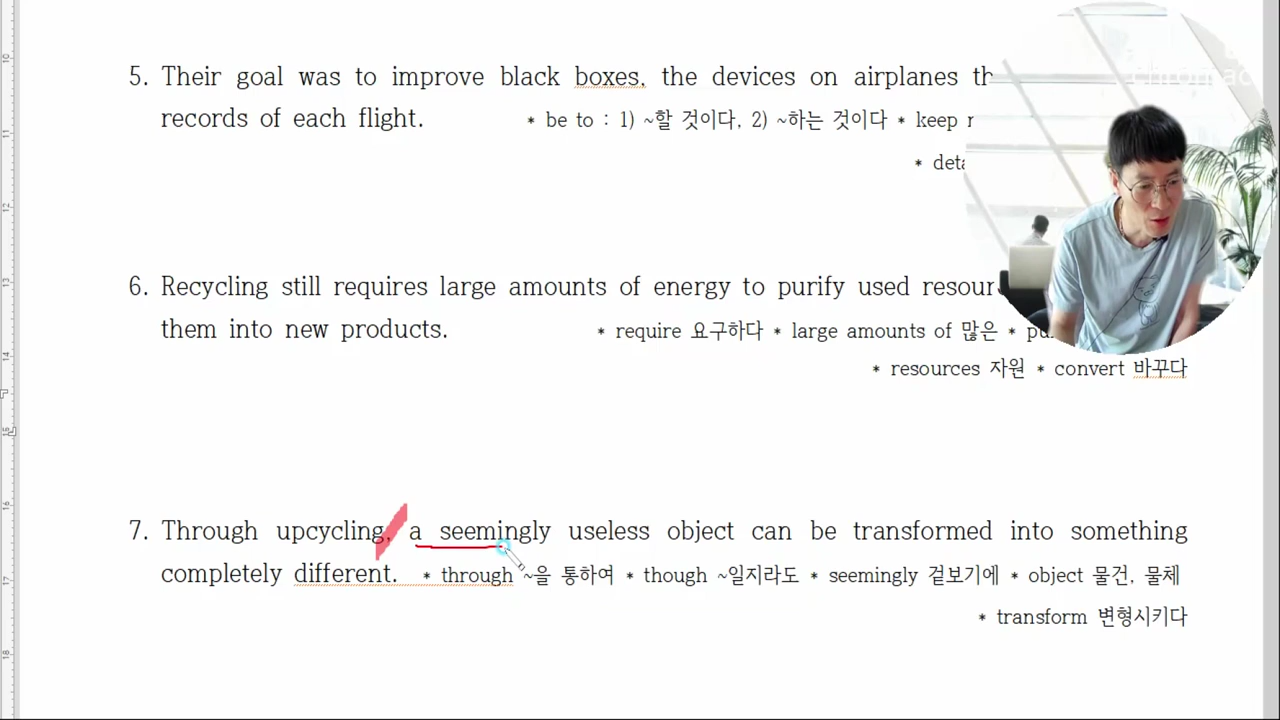 5. Their goal was to improve black boxes, the devices on airplanes
records of each flight. * be to : 1) ~할 것이다, 2) ~하는 것이다 * keep
*
6. Recycling still requires large amounts of energy to purify used
them into new products. * require 요구하다 * large amounts of 많은 *
* resources 자원 * convert 바꾸다
7. Through upcycling, a seemingly useless object can be transformed into something
completely different. * through ~을 통하여 * though ~일지라도 * seemingly 겉보기에 * object 물건, 물체
* transform 변형시키다